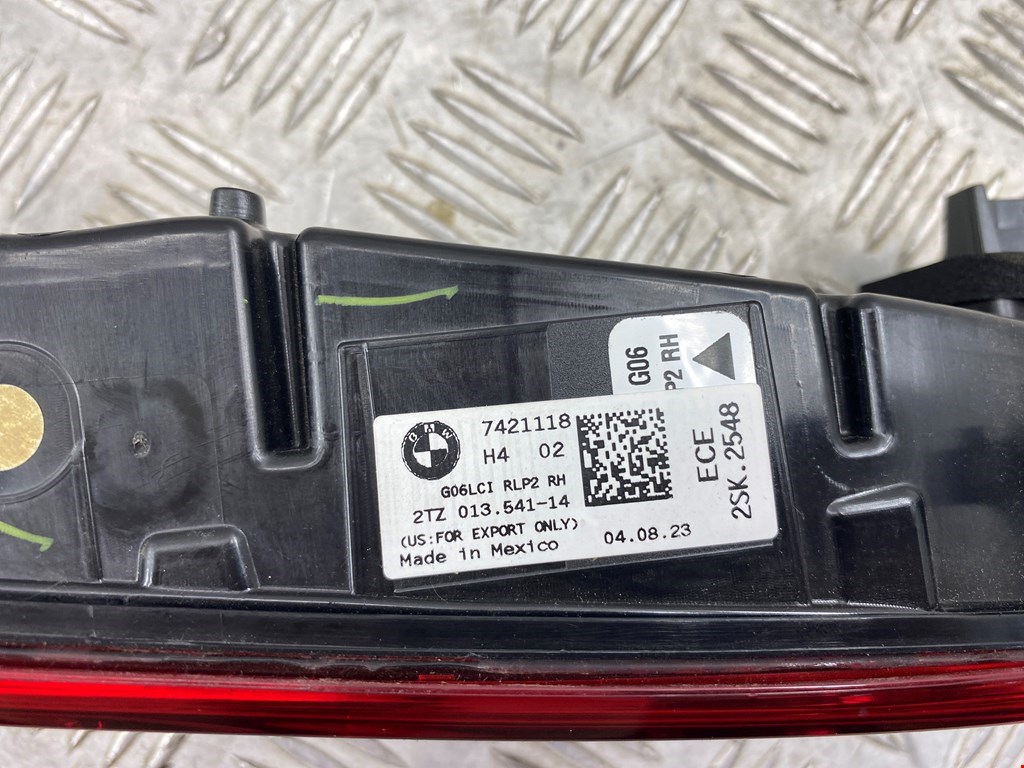 G06
RH
BMW
7421118
H4 02
G06LCI RLP2 RH
2TZ 013.541-14
(US:FOR EXPORT ONLY)
Made in Mexico
04.08.23
ECE
2SK.2548